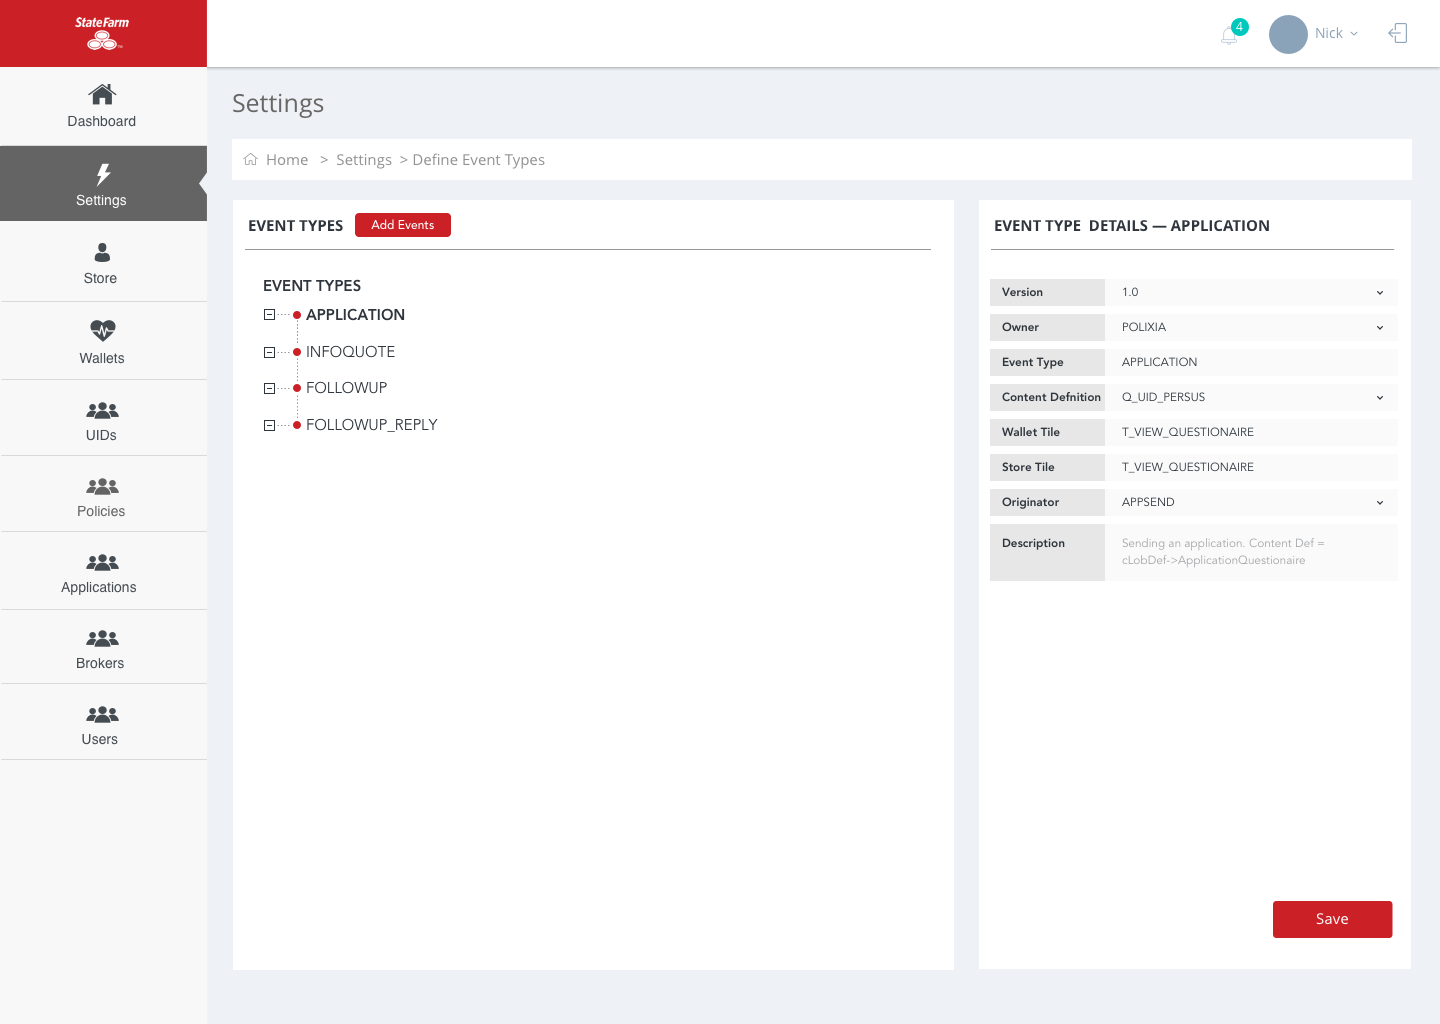 StateFarm
4
Nick
Dashboard
Settings
Store
Wallets
UIDs
Policies
Applications
Brokers
Users
Settings
Home > Settings > Define Event Types
EVENT TYPES Add Events
EVENT TYPES
APPLICATION
INFOQUOTE
FOLLOWUP
FOLLOWUP_REPLY
EVENT TYPE DETAILS — APPLICATION
Version 1.0
Owner POLIXIA
Event Type APPLICATION
Content Defnition Q_UID_PERSUS
Wallet Tile T_VIEW_QUESTIONAIRE
Store Tile T_VIEW_QUESTIONAIRE
Originator APPSEND
Description Sending an application. Content Def =
cLobDef->ApplicationQuestionaire
Save